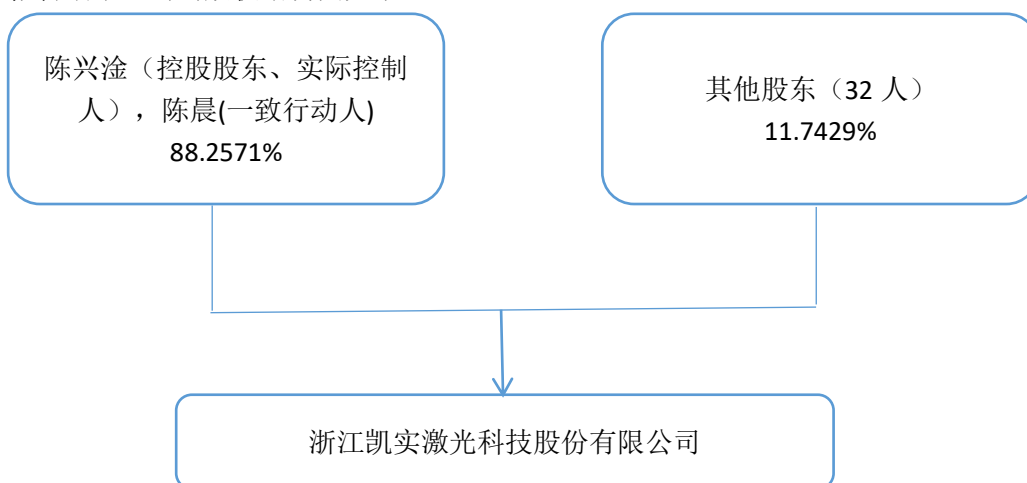 陈兴淦（控股股东、实际控制
人），陈晨(一致行动人)
88.2571%
其他股东（32 人）
11.7429%
浙江凯实激光科技股份有限公司